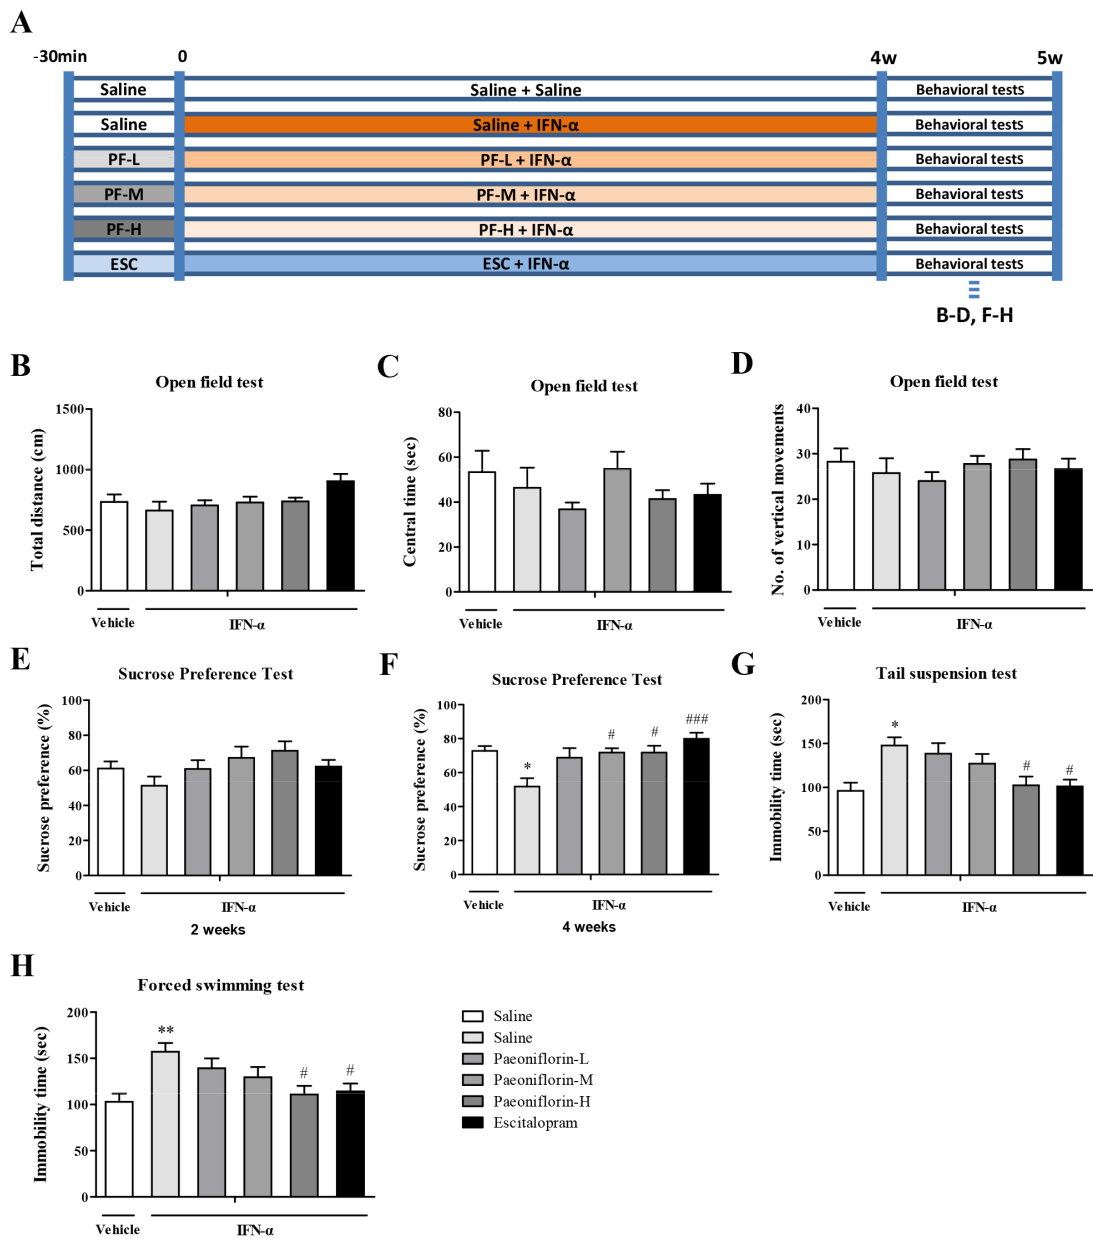 A
-30min 0 4w 5w
Saline Saline + Saline Behavioral tests
Saline Saline + IFN-α Behavioral tests
PF-L PF-L + IFN-α Behavioral tests
PF-M PF-M + IFN-α Behavioral tests
PF-H PF-H + IFN-α Behavioral tests
ESC ESC + IFN-α Behavioral tests
B-D, F-H
B
Open field test
Total distance (cm)
1500
1000
500
0
Vehicle IFN-α
C
Open field test
Central time (sec)
80
60
40
20
0
Vehicle IFN-α
D
Open field test
No. of vertical movements
40
30
20
10
0
Vehicle IFN-α
E
Sucrose Preference Test
Sucrose preference (%)
100
80
60
40
20
0
Vehicle IFN-α
2 weeks
F
Sucrose Preference Test
Sucrose preference (%)
100
80
60
40
20
0
* # # ###
Vehicle IFN-α
4 weeks
G
Tail suspension test
Immobility time (sec)
200
150
100
50
0
* # #
Vehicle IFN-α
H
Forced swimming test
Immobility time (sec)
200
150
100
50
0
** # #
Vehicle IFN-α
Saline
Saline
Paeoniflorin-L
Paeoniflorin-M
Paeoniflorin-H
Escitalopram